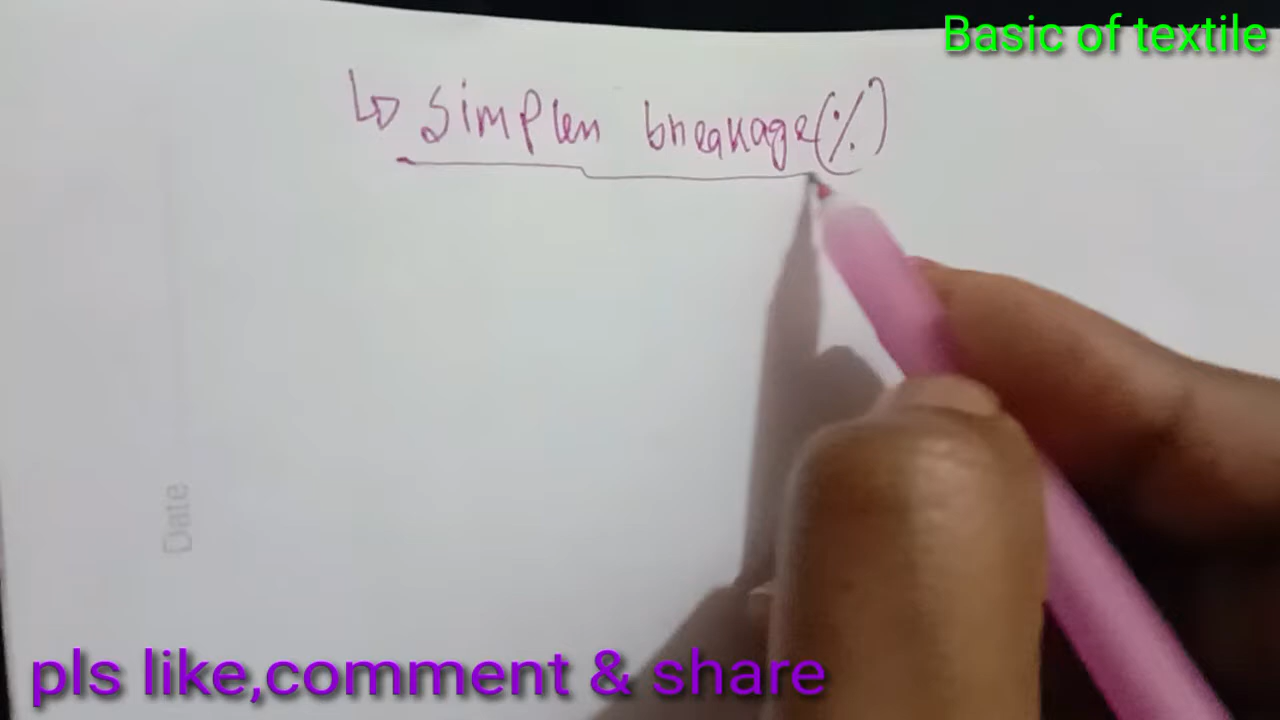 Basic of textile
Simplex breakage(%)
Date
pls like,comment & share